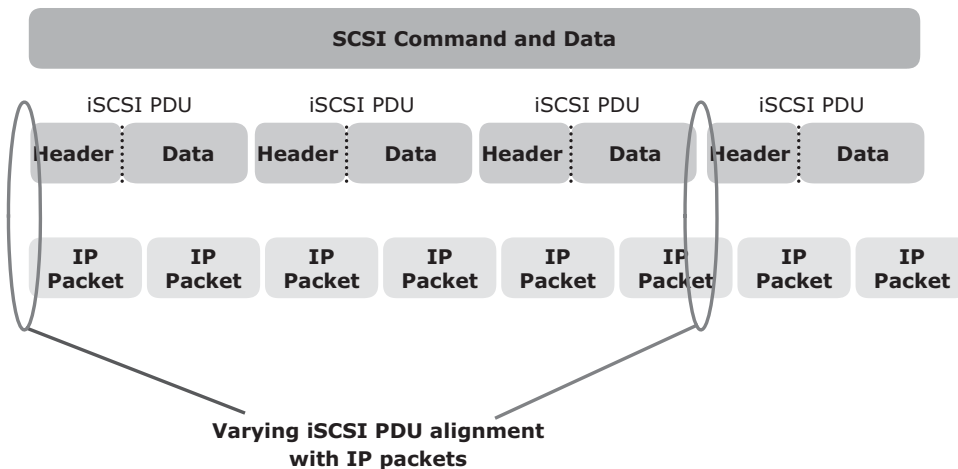 SCSI Command and Data
iSCSI PDU iSCSI PDU iSCSI PDU iSCSI PDU
Header Data Header Data Header Data Header Data
IP IP IP IP IP IP IP IP
Packet Packet Packet Packet Packet Packet Packet Packet
Varying iSCSI PDU alignment
with IP packets